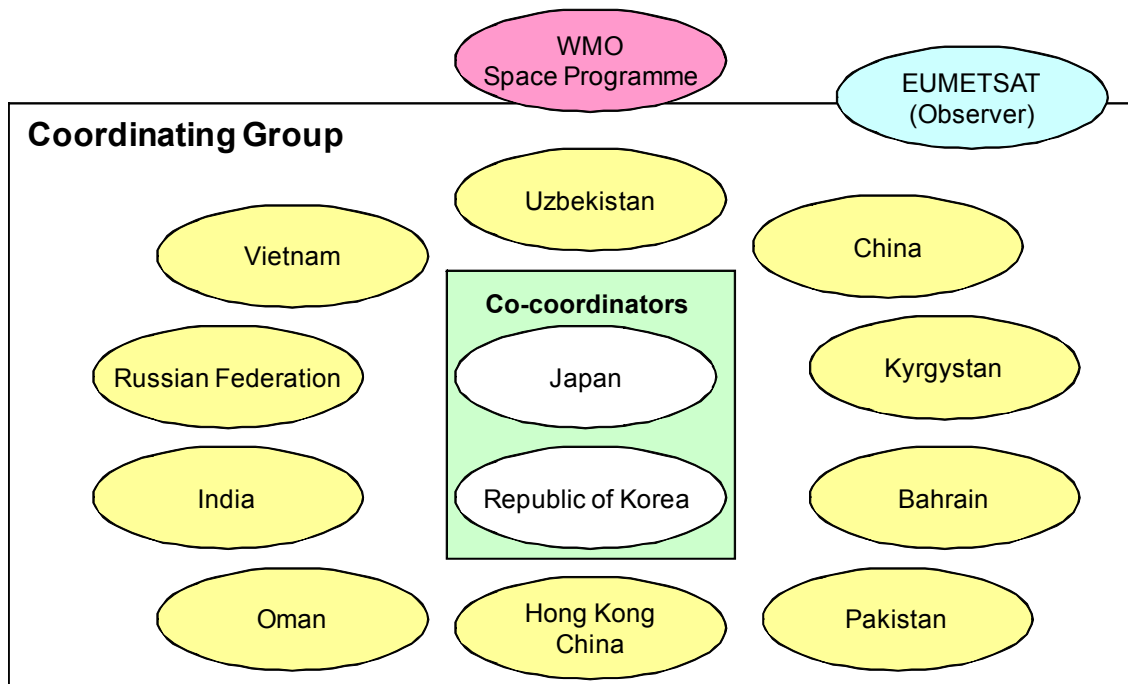 WMO
Space Programme
EUMETSAT
(Observer)
Coordinating Group
Uzbekistan
Vietnam
China
Co-coordinators
Russian Federation
Japan
Kyrgystan
India
Republic of Korea
Bahrain
Oman
Hong Kong
China
Pakistan